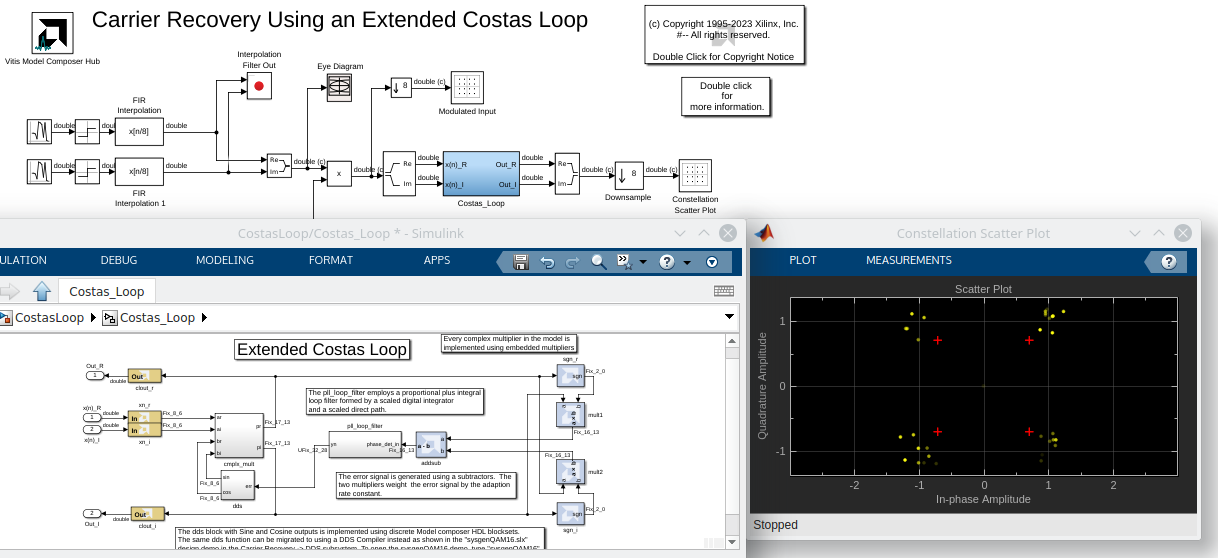 Carrier Recovery Using an Extended Costas Loop
(c) Copyright 1995-2023 Xilinx, Inc.
#-- All rights reserved.
Double Click for Copyright Notice
Vitis Model Composer Hub
Double click
for
more information.
Interpolation
Filter Out
Eye Diagram
8
double (c)
Modulated Input
FIR
Interpolation
double
x[n/8]
double
double
x[n/8]
double
FIR
Interpolation 1
Re
Im
double (c)
x
double (c)
Re
Im
double
double
x(n)_R
x(n)_I
Out_R
Out_I
Costas_Loop
double
double
Re
Im
double (c)
8
Downsample
double (c)
Constellation
Scatter Plot
CostasLoop/Costas_Loop * - Simulink
ULATION
DEBUG
MODELING
FORMAT
APPS
?
Costas_Loop
CostasLoop
Costas_Loop
Extended Costas Loop
Every complex multiplier in the model is
implemented using embedded multipliers
Out_R
1
double
Out
clout_r
sgn_r
sgn
Fix_2_0
The pll_loop_filter employs a proportional plus integral
loop filter formed by a scaled digital integrator
and a scaled direct path.
x(n)_R
1
double
2
double
x(n)_I
xn_r
In
In
xn_i
Fix_8_6
Fix_8_6
ar
ai
br
bi
pr
pi
cmplx_mult
Fix_17_13
Fix_17_13
pll_loop_filter
yn
phase_det_in
UFix_22_28
Fix_16_13
a
b
a - b
addsub
a
b
mult1
Fix_16_13
Fix_16_13
mult2
Fix_8_6
Fix_8_6
sin
cos
err
dds
The error signal is generated using a subtractors. The
two multipliers weight the error signal by the adaption
rate constant.
2
Out_I
double
Out
clout_i
sgn
Fix_2_0
sgn_i
The dds block with Sine and Cosine outputs is implemented using discrete Model composer HDL blocksets.
The same dds function can be migrated to using a DDS Compiler instead as shown in the "sysgenQAM16.slx"
design demo in the Carrier Recovery -> DDS subsystem. To open the sysgenQAM16 demo, type "sysgenQAM16"
Constellation Scatter Plot
PLOT
MEASUREMENTS
?
Scatter Plot
Quadrature Amplitude
1
0
-1
-2
-1
0
1
2
In-phase Amplitude
Stopped